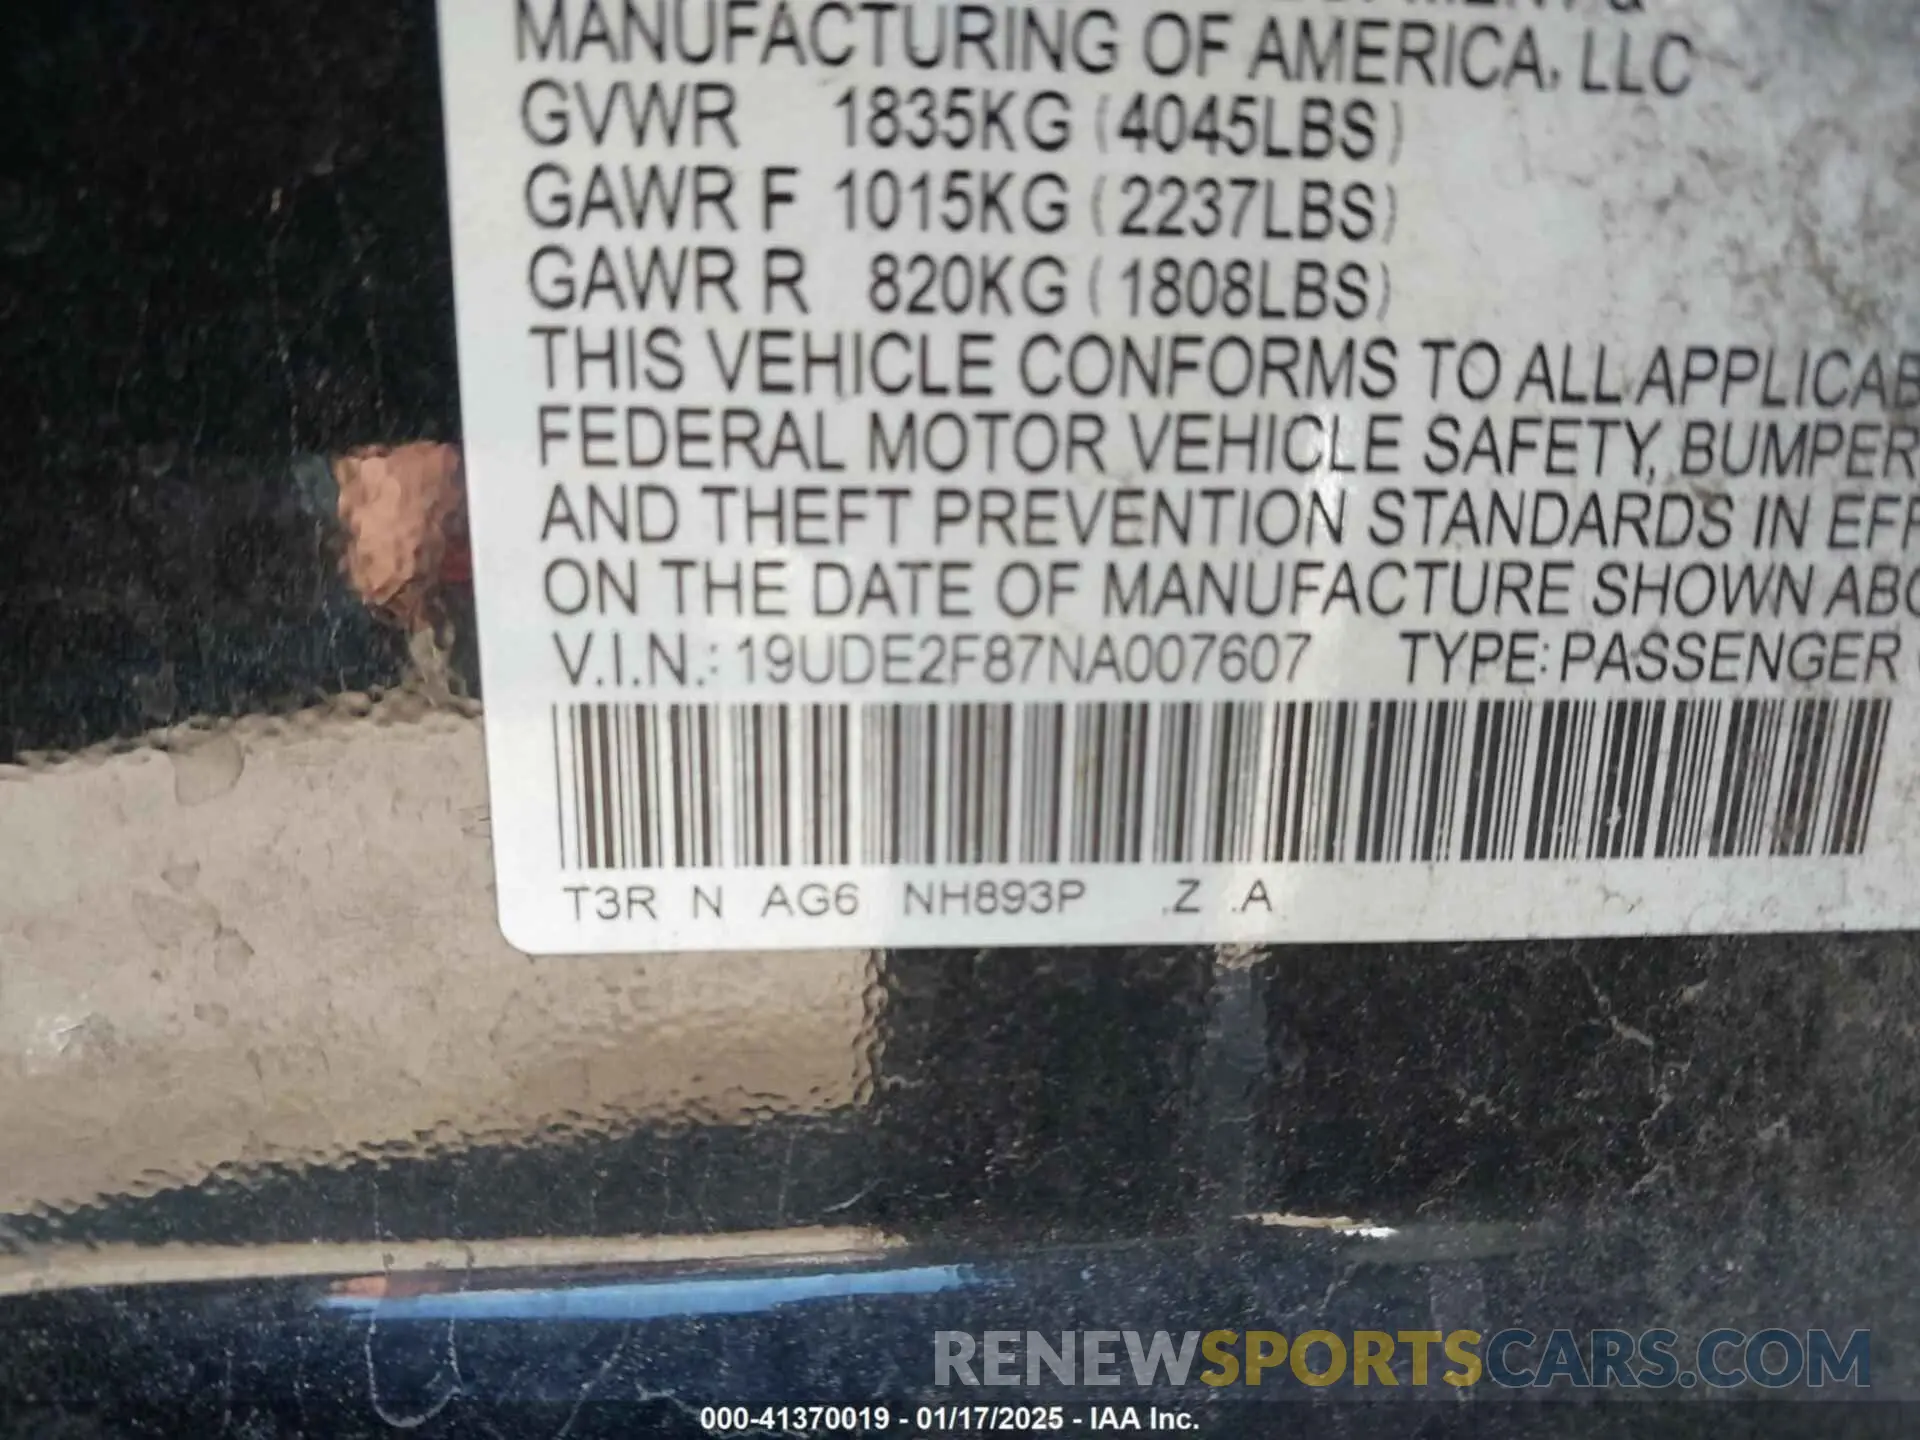 MANUFACTURING OF AMERICA, LLC
GVWR 1835KG (4045LBS)
GAWR F 1015KG (2237LBS)
GAWR R 820KG (1808LBS)
THIS VEHICLE CONFORMS TO ALL APPLICAB
FEDERAL MOTOR VEHICLE SAFETY, BUMPER
AND THEFT PREVENTION STANDARDS IN EFF
ON THE DATE OF MANUFACTURE SHOWN ABO
V.I.N.: 19UDE2F87NA007607 TYPE: PASSENGER
T3R N AG6 NH893P .Z .A
RENEWSPORTSCARS.COM
000-41370019 - 01/17/2025 - IAA Inc.